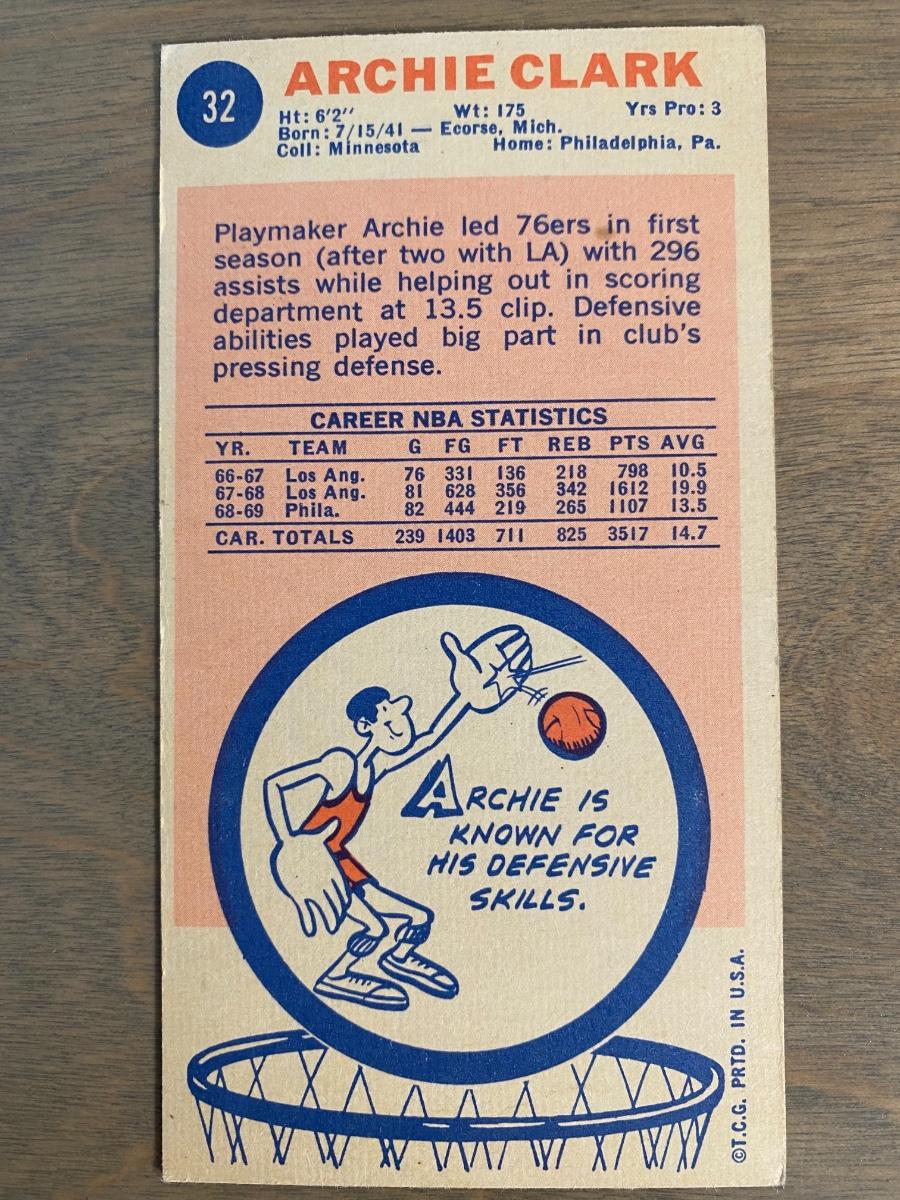 32
ARCHIE CLARK
Ht: 6'2" Wt: 175 Yrs Pro: 3
Born: 7/15/41 — Ecorse, Mich.
Coll: Minnesota Home: Philadelphia, Pa.
Playmaker Archie led 76ers in first
season (after two with LA) with 296
assists while helping out in scoring
department at 13.5 clip. Defensive
abilities played big part in club's
pressing defense.
CAREER NBA STATISTICS
YR. TEAM G FG FT REB PTS AVG
66-67 Los Ang. 76 331 136 218 798 10.5
67-68 Los Ang. 81 628 356 342 1612 19.9
68-69 Phila. 82 444 219 265 1107 13.5
CAR. TOTALS 239 1403 711 825 3517 14.7
ARCHIE IS
KNOWN FOR
HIS DEFENSIVE
SKILLS.
©T.C.G. PRTD. IN U.S.A.